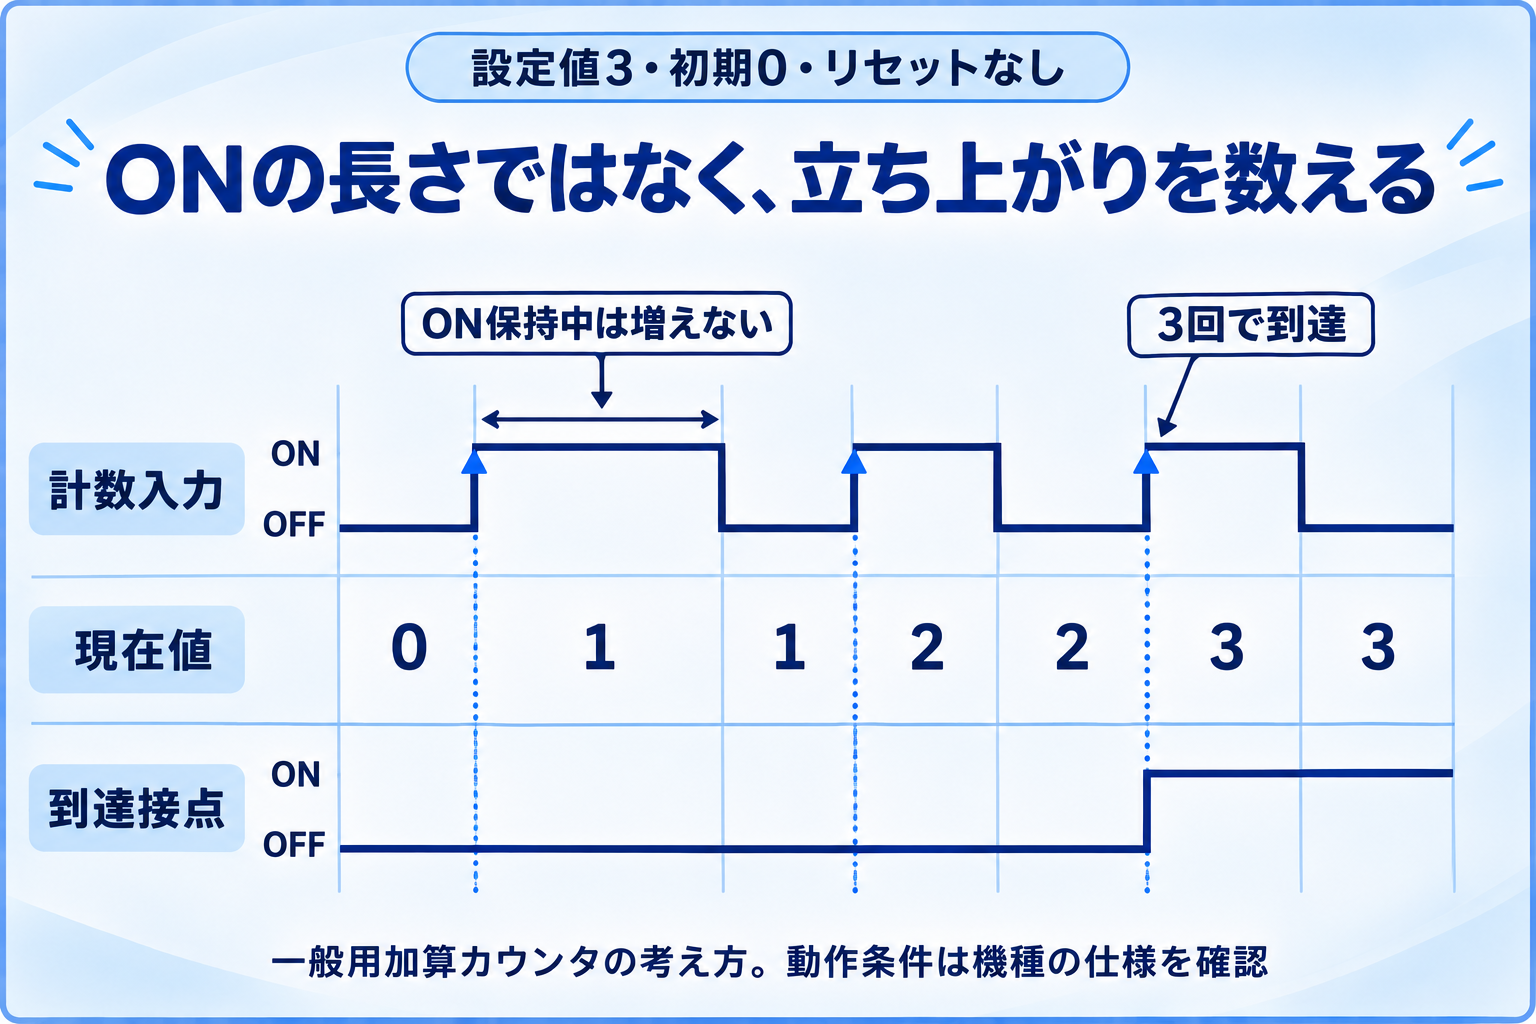 設定値3・初期0・リセットなし
ONの長さではなく、立ち上がりを数える
ON保持中は増えない
3回で到達
計数入力
ON
OFF
現在値
0 1 1 2 2 3 3
到達接点
ON
OFF
一般用加算カウンタの考え方。動作条件は機種の仕様を確認